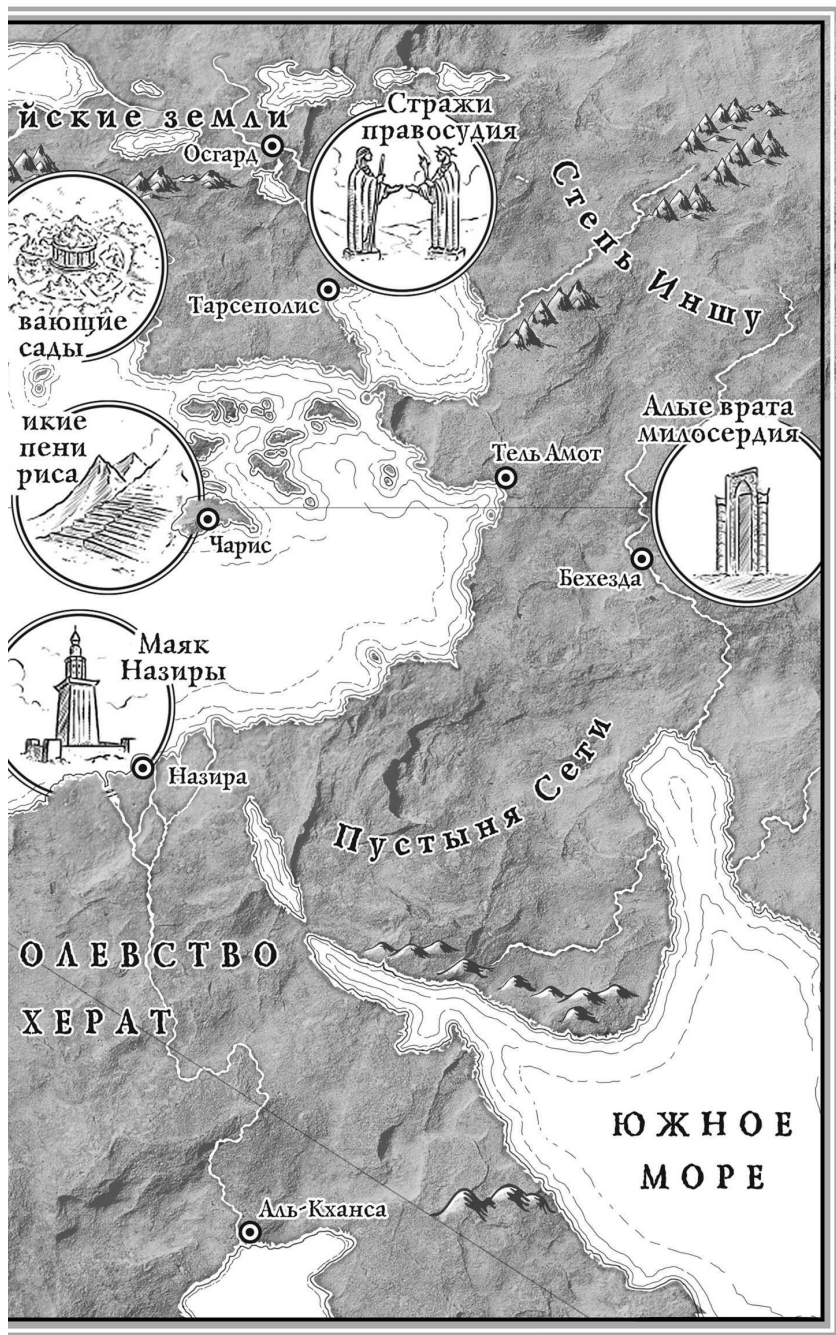 йские земли
Осгард
Стражи
правосудия
Степь Иншу
вающие
сады
Тарсеполис
икие
пени
риса
Чарис
Тель Амот
Алые врата
милосердия
Бехезда
Маяк
Назиры
Назира
Пустыня Сети
ОЛЕВСТВО
ХЕРАТ
ЮЖНОЕ
МОРЕ
Аль-Кханса